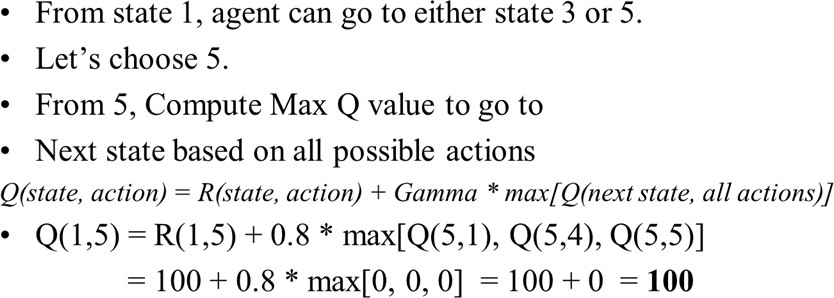 • From state 1, agent can go to either state 3 or 5.
• Let's choose 5.
• From 5, Compute Max Q value to go to
• Next state based on all possible actions
Q(state, action) = R(state, action) + Gamma * max[Q(next state, all actions)]
• Q(1,5) = R(1,5) + 0.8 * max[Q(5,1), Q(5,4), Q(5,5)]
= 100 + 0.8 * max[0, 0, 0] = 100 + 0 = 100